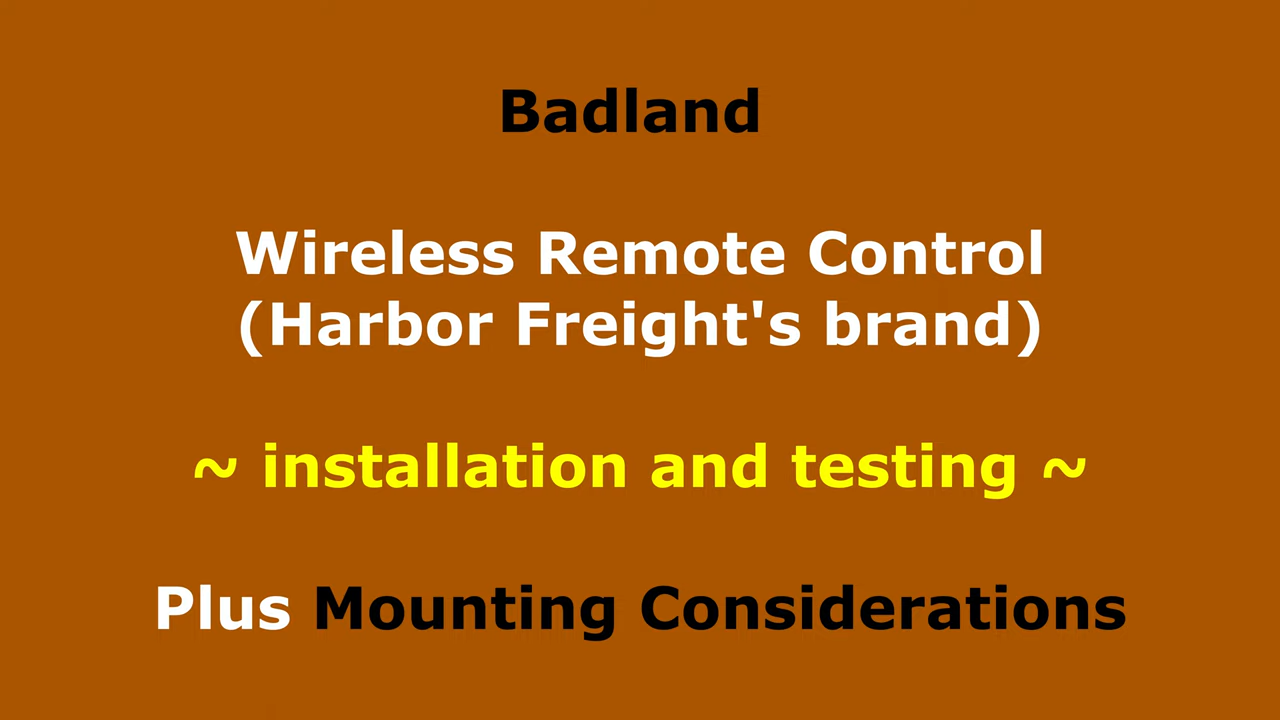 Badland
Wireless Remote Control
(Harbor Freight's brand)
~ installation and testing ~
Plus Mounting Considerations